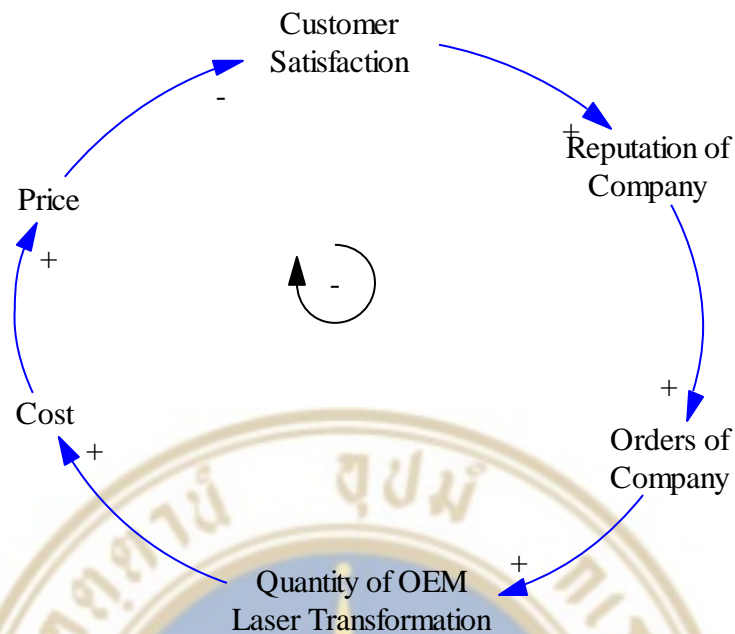 Customer
Satisfaction
-
+
Reputation of
Company
Price
+
-
+
Cost
+
Orders of
Company
+
Quantity of OEM
Laser Transformation